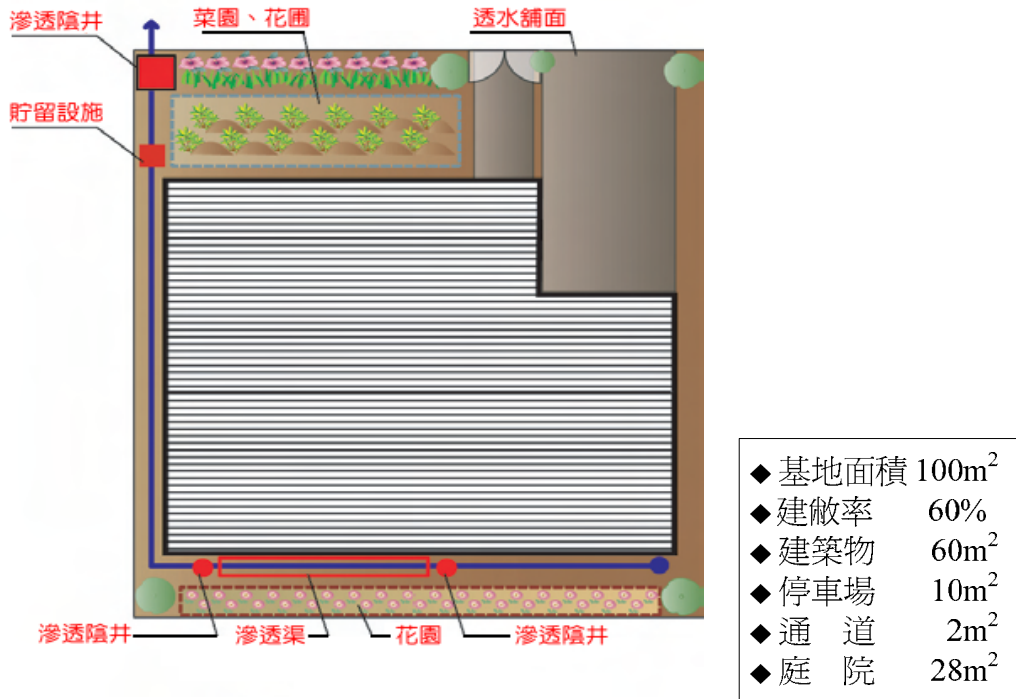 滲透陰井
菜園、花圃
透水舖面
貯留設施
滲透陰井
滲透渠
花園
滲透陰井
◆基地面積 100m²
◆建敝率 60%
◆建築物 60m²
◆停車場 10m²
◆通 道 2m²
◆庭 院 28m²